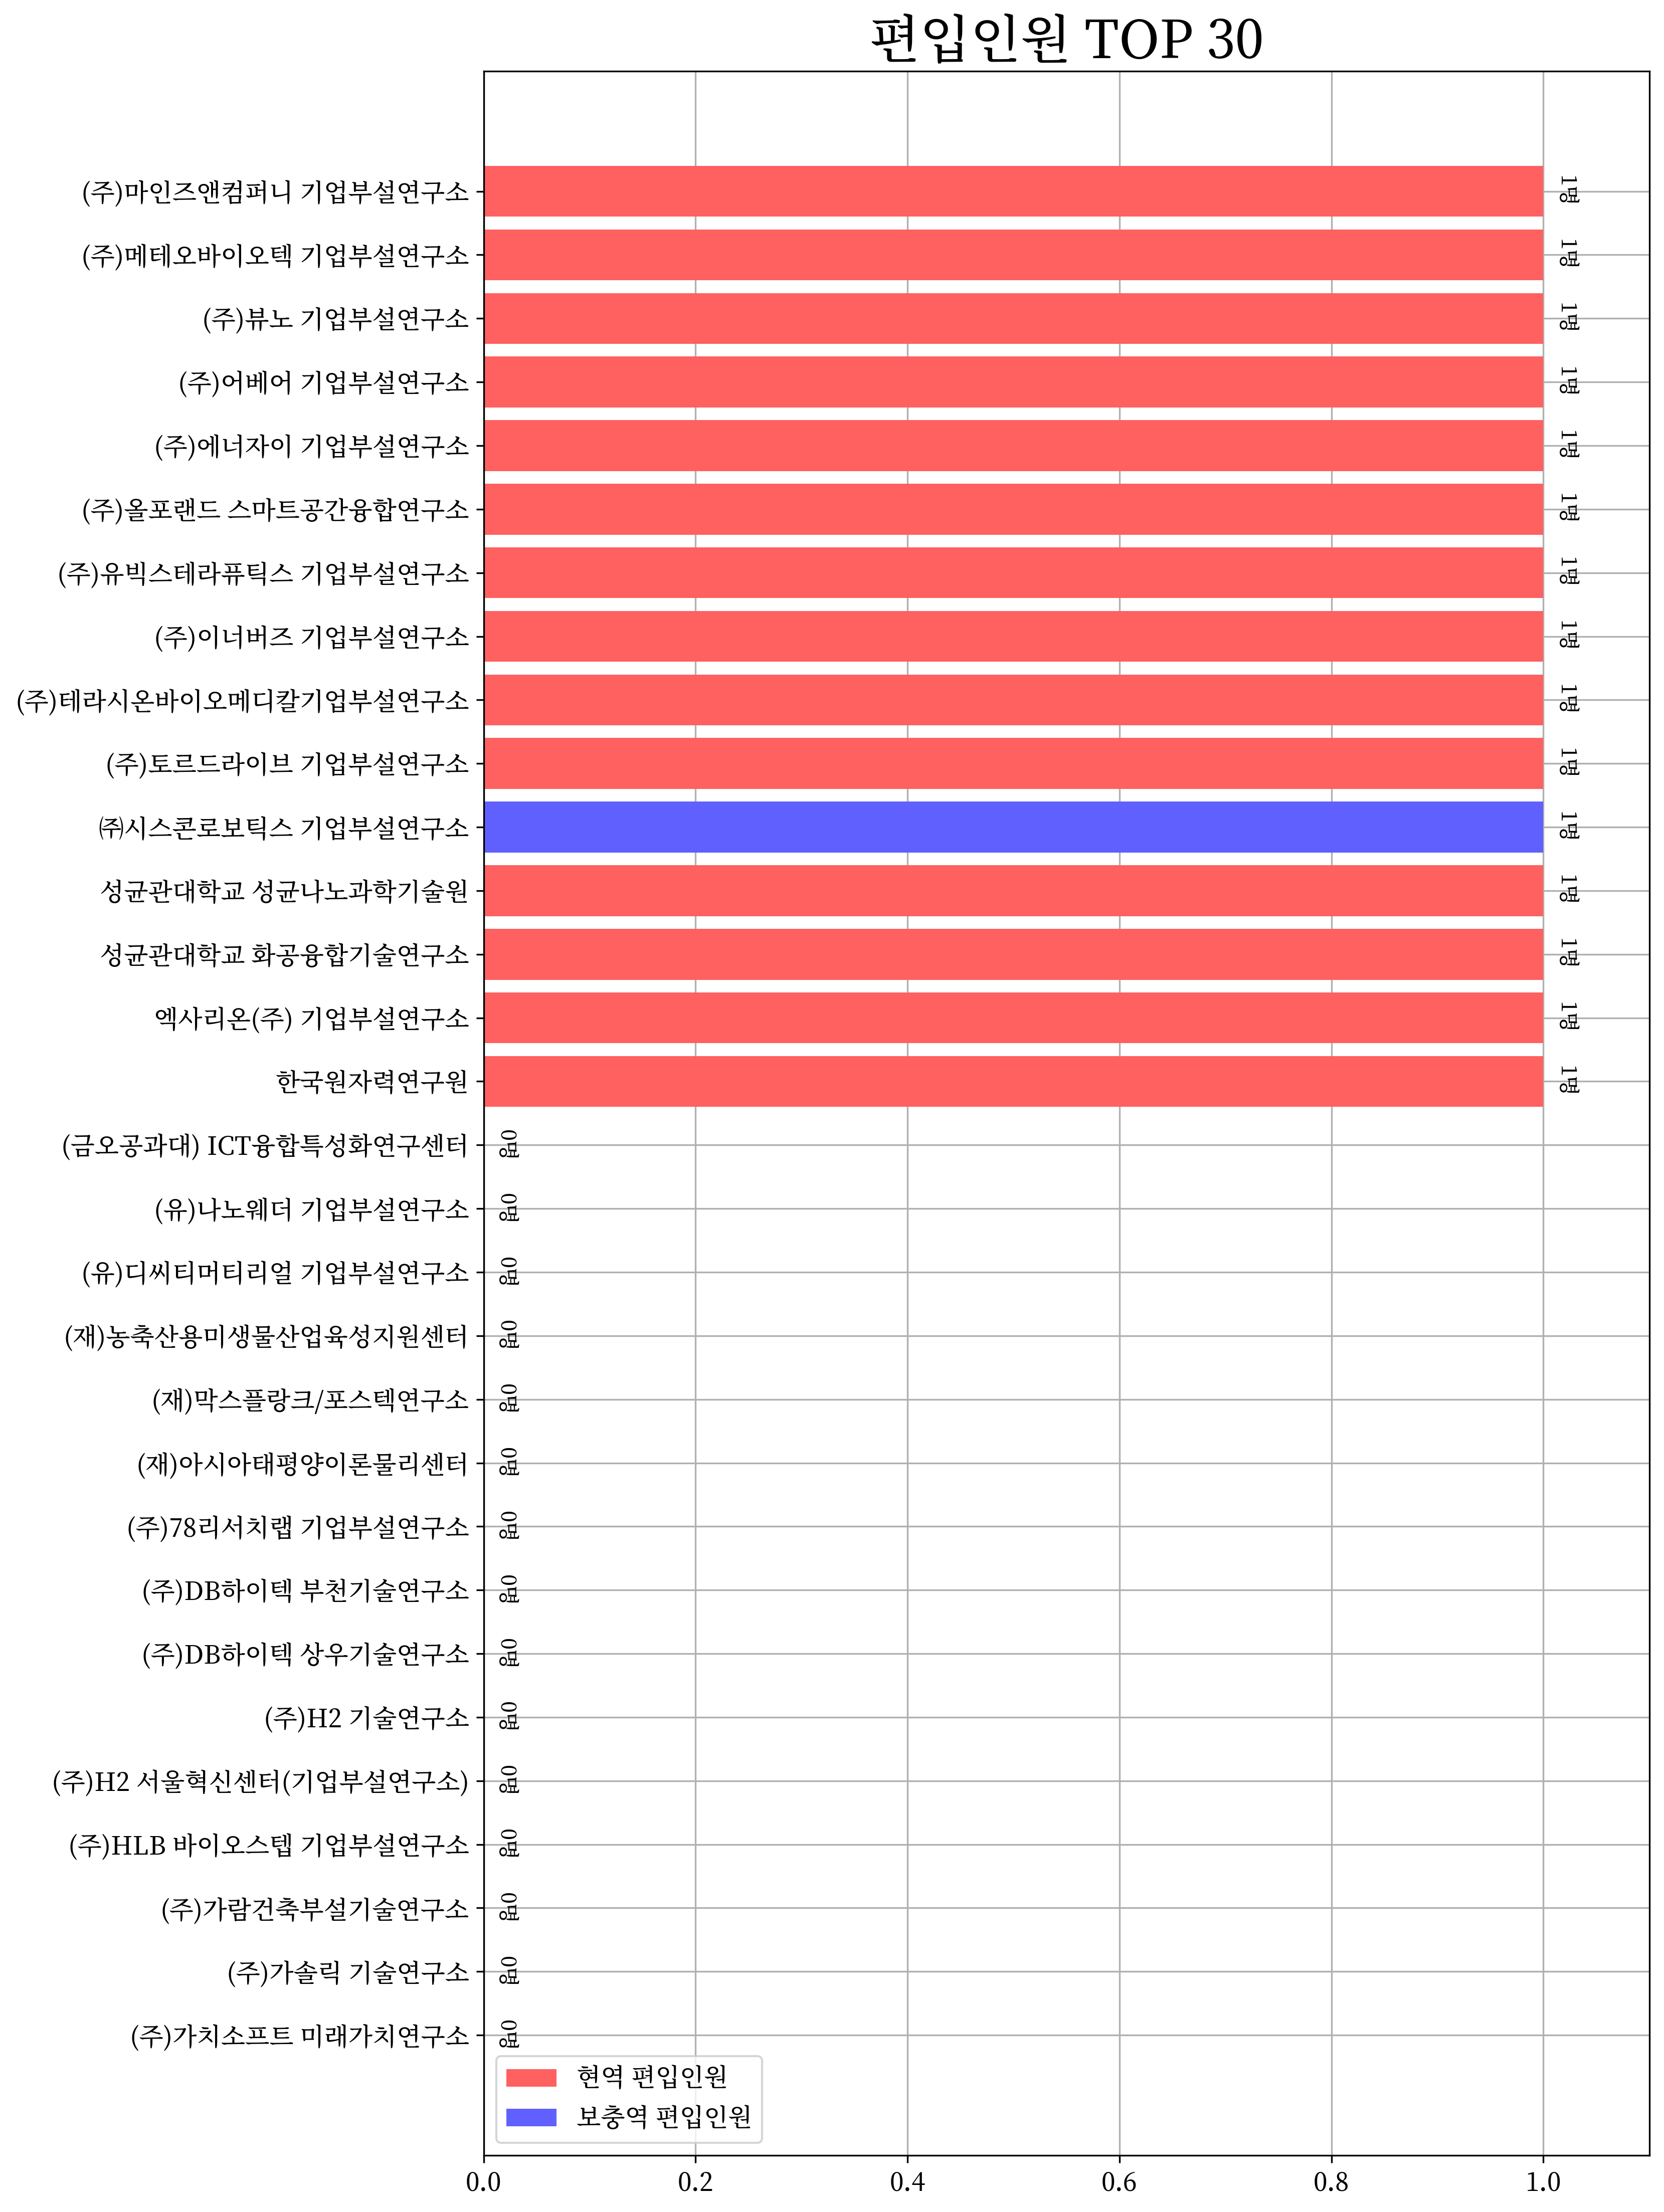 편입인원 TOP 30
(주)마인즈앤컴퍼니 기업부설연구소 1명
(주)메테오바이오텍 기업부설연구소 1명
(주)뷰노 기업부설연구소 1명
(주)어베어 기업부설연구소 1명
(주)에너자이 기업부설연구소 1명
(주)올포랜드 스마트공간융합연구소 1명
(주)유빅스테라퓨틱스 기업부설연구소 1명
(주)이너버즈 기업부설연구소 1명
(주)테라시온바이오메디칼기업부설연구소 1명
(주)토르드라이브 기업부설연구소 1명
㈜시스콘로보틱스 기업부설연구소 1명
성균관대학교 성균나노과학기술원 1명
성균관대학교 화공융합기술연구소 1명
엑사리온(주) 기업부설연구소 1명
한국원자력연구원 1명
(금오공과대) ICT융합특성화연구센터 0명
(유)나노웨더 기업부설연구소 0명
(유)디씨티머티리얼 기업부설연구소 0명
(재)농축산용미생물산업육성지원센터 0명
(재)막스플랑크/포스텍연구소 0명
(재)아시아태평양이론물리센터 0명
(주)78리서치랩 기업부설연구소 0명
(주)DB하이텍 부천기술연구소 0명
(주)DB하이텍 상우기술연구소 0명
(주)H2 기술연구소 0명
(주)H2 서울혁신센터(기업부설연구소) 0명
(주)HLB 바이오스텝 기업부설연구소 0명
(주)가람건축부설기술연구소 0명
(주)가솔릭 기술연구소 0명
(주)가치소프트 미래가치연구소 0명
현역 편입인원
보충역 편입인원
0.0 0.2 0.4 0.6 0.8 1.0